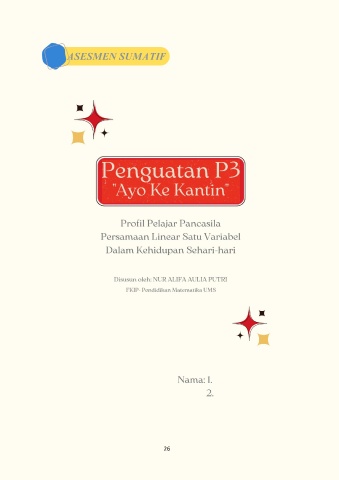 ASESMEN SUMATIF
Penguatan P3
"Ayo Ke Kantin"
Profil Pelajar Pancasila
Persamaan Linear Satu Variabel
Dalam Kehidupan Sehari-hari
Disusun oleh: NUR ALIFA AULIA PUTRI
FKIP- Pendidikan Matematika UMS
Nama: 1.
2.
26